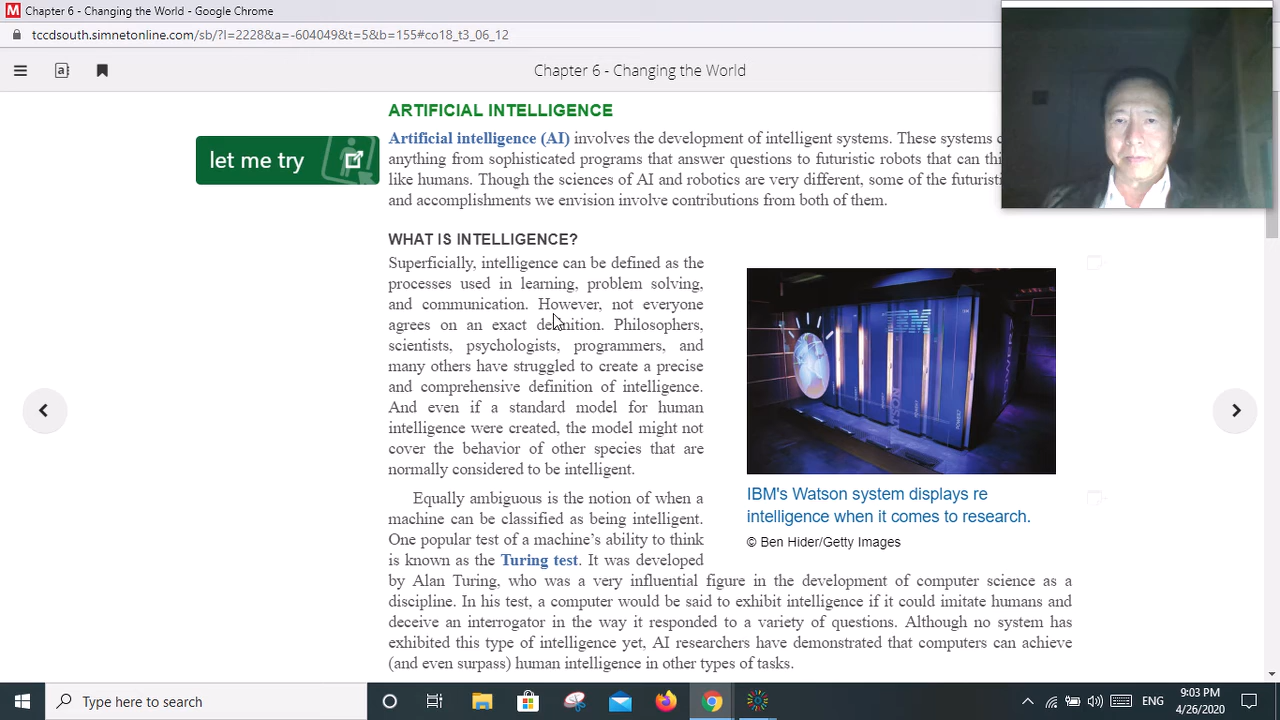 Chapter 6 - Changing the World - Google Chrome
tccdsouth.simnetonline.com/sb/?l=2228&a=-604049&t=5&b=155#co18_t3_06_12
Chapter 6 - Changing the World
ARTIFICIAL INTELLIGENCE
let me try
Artificial intelligence (AI) involves the development of intelligent systems. These systems
anything from sophisticated programs that answer questions to futuristic robots that can
like humans. Though the sciences of AI and robotics are very different, some of the
and accomplishments we envision involve contributions from both of them.
WHAT IS INTELLIGENCE?
Superficially, intelligence can be defined as the
processes used in learning, problem solving,
and communication. However, not everyone
agrees on an exact definition. Philosophers,
scientists, psychologists, programmers, and
many others have struggled to create a precise
and comprehensive definition of intelligence.
And even if a standard model for human
intelligence were created, the model might not
cover the behavior of other species that are
normally considered to be intelligent.
Equally ambiguous is the notion of when a
machine can be classified as being intelligent.
One popular test of a machine's ability to think
is known as the Turing test. It was developed
by Alan Turing, who was a very influential figure in the development of computer science as a
discipline. In his test, a computer would be said to exhibit intelligence if it could imitate humans and
deceive an interrogator in the way it responded to a variety of questions. Although no system has
exhibited this type of intelligence yet, AI researchers have demonstrated that computers can achieve
(and even surpass) human intelligence in other types of tasks.
IBM's Watson system displays re
intelligence when it comes to research.
© Ben Hider/Getty Images
Type here to search
ENG
9:03 PM
4/26/2020